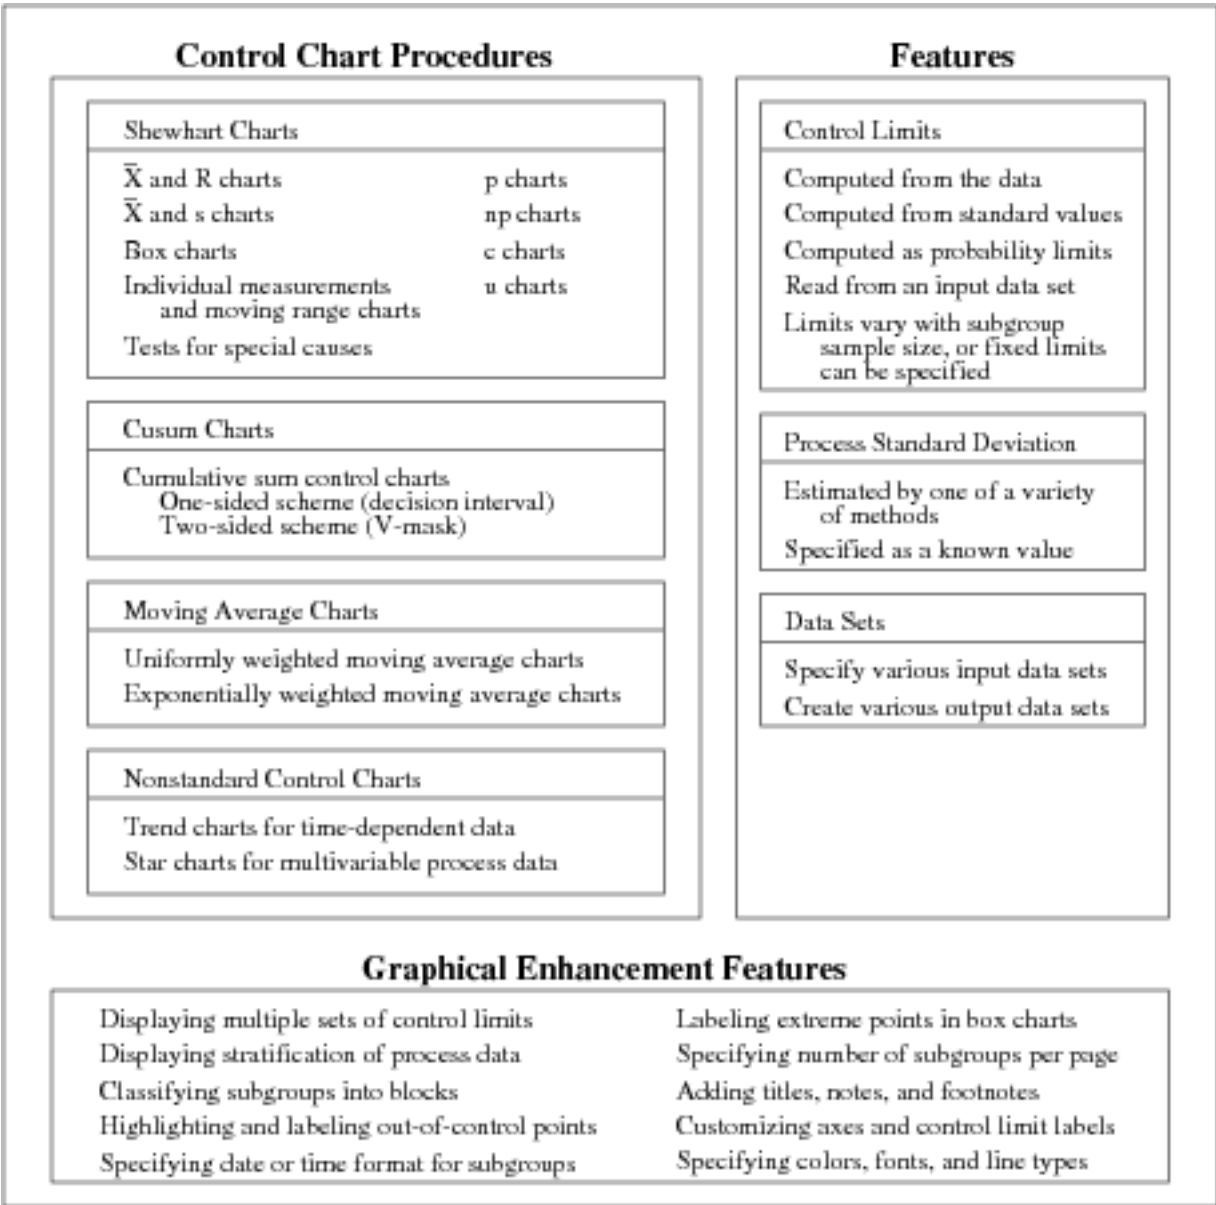 Control Chart Procedures
Shewhart Charts
X̅ and R charts
X̅ and s charts
Box charts
Individual measurements
and moving range charts
Tests for special causes
p charts
np charts
c charts
u charts
Cusum Charts
Cumulative sum control charts
One-sided scheme (decision interval)
Two-sided scheme (V-mask)
Moving Average Charts
Uniformly weighted moving average charts
Exponentially weighted moving average charts
Nonstandard Control Charts
Trend charts for time-dependent data
Star charts for multivariable process data
Features
Control Limits
Computed from the data
Computed from standard values
Computed as probability limits
Read from an input data set
Limits vary with subgroup
sample size, or fixed limits
can be specified
Process Standard Deviation
Estimated by one of a variety
of methods
Specified as a known value
Data Sets
Specify various input data sets
Create various output data sets
Graphical Enhancement Features
Displaying multiple sets of control limits
Displaying stratification of process data
Classifying subgroups into blocks
Highlighting and labeling out-of-control points
Specifying date or time format for subgroups
Labeling extreme points in box charts
Specifying number of subgroups per page
Adding titles, notes, and footnotes
Customizing axes and control limit labels
Specifying colors, fonts, and line types